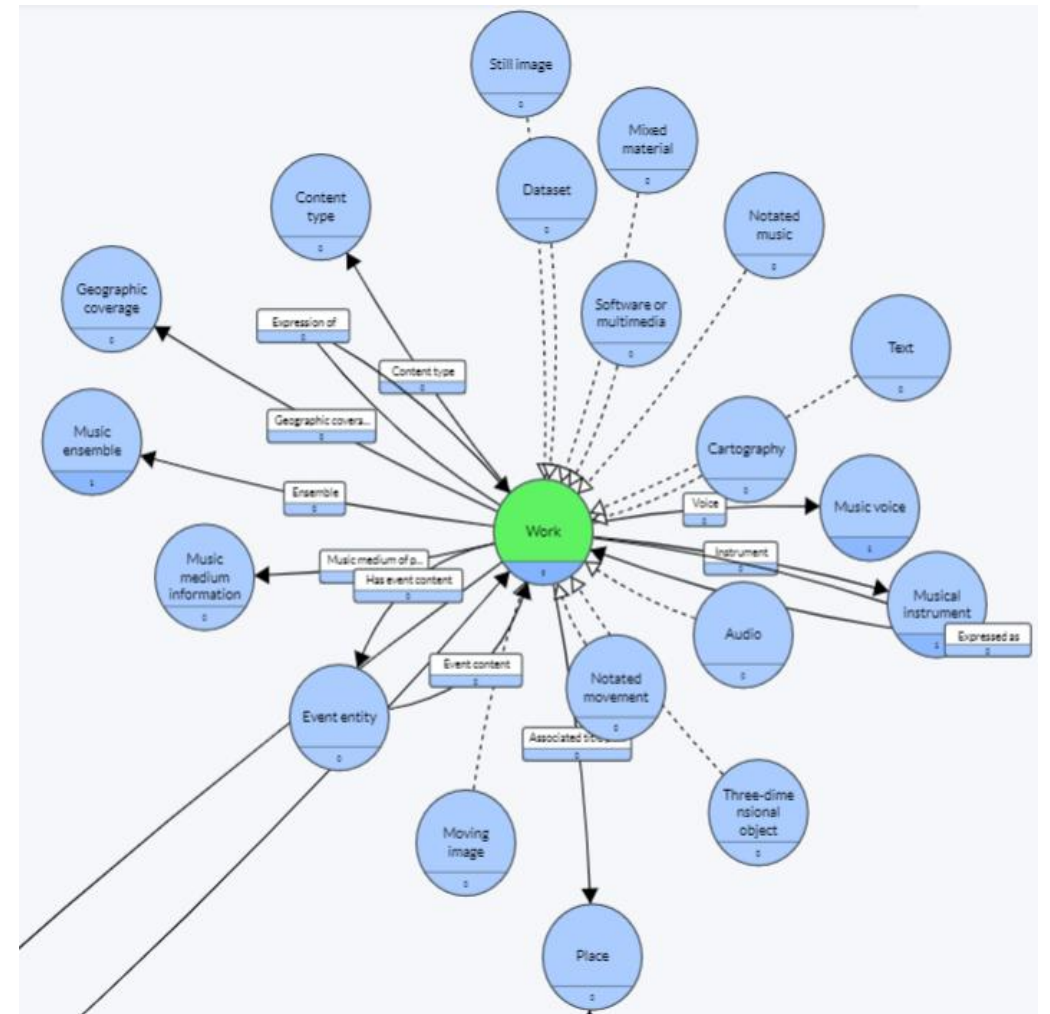 Still image
Mixed
material
Dataset
Content
type
Notated
music
Geographic
coverage
Software or
multimedia
Expression of
Text
Content type
Geographic covera...
Music
ensemble
Cartography
Ensemble
Voice
Music voice
Work
Instrument
Music medium of p...
Has event content
Music
medium
information
Musical
instrument
Audio
Expressed as
Event content
Notated
movement
Event entity
Associated title
Three-dime
nsional
object
Moving
image
Place